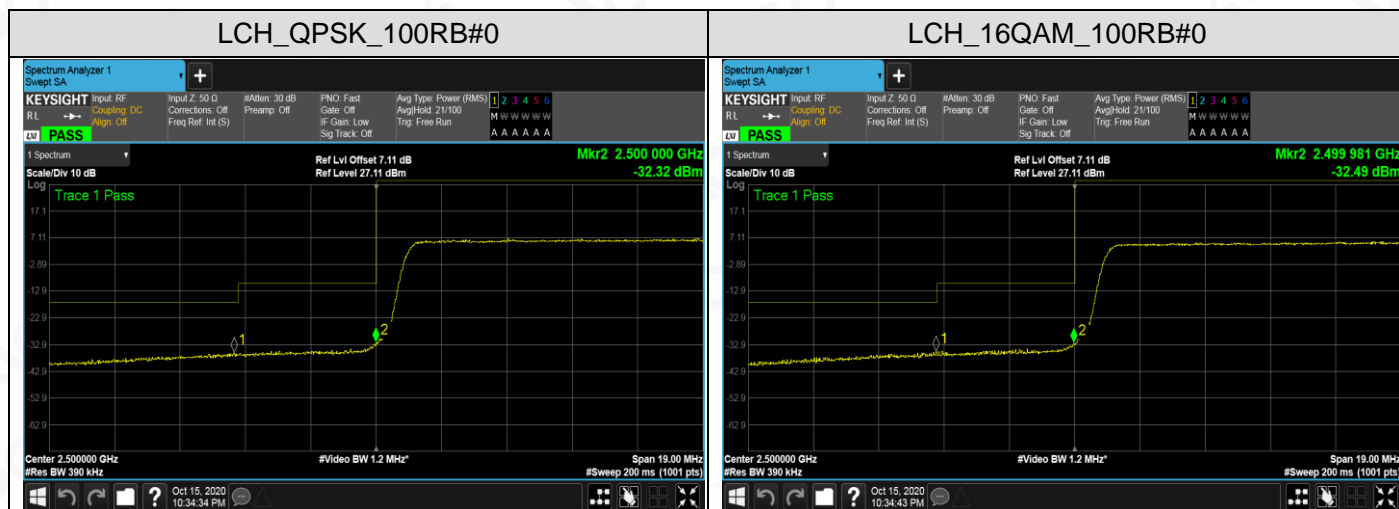 LCH_QPSK_100RB#0
LCH_16QAM_100RB#0
Spectrum Analyzer 1
Swept SA
+
KEYSIGHT
RL
LXI
PASS
Input: RF
Coupling: DC
Align: Off
Input Z: 50 Ω
Corrections: Off
Freq Ref: Int (S)
#Atten: 30 dB
Preamp: Off
PNO: Fast
Gate: Off
IF Gain: Low
Sig Track: Off
Avg Type: Power (RMS)
Avg|Hold: 21/100
Trig: Free Run
1 2 3 4 5 6
M W W W W W
A A A A A A
1 Spectrum
Scale/Div 10 dB
Ref Lvl Offset 7.11 dB
Ref Level 27.11 dBm
Mkr2 2.500 000 GHz
-32.32 dBm
Log
Trace 1 Pass
17.1
7.11
-2.89
-12.9
-22.9
-32.9
-42.9
-52.9
-62.9
1
2
Center 2.500000 GHz
#Res BW 390 kHz
#Video BW 1.2 MHz*
Span 19.00 MHz
#Sweep 200 ms (1001 pts)
?
Oct 15, 2020
10:34:34 PM
Spectrum Analyzer 1
Swept SA
+
KEYSIGHT
RL
LXI
PASS
Input: RF
Coupling: DC
Align: Off
Input Z: 50 Ω
Corrections: Off
Freq Ref: Int (S)
#Atten: 30 dB
Preamp: Off
PNO: Fast
Gate: Off
IF Gain: Low
Sig Track: Off
Avg Type: Power (RMS)
Avg|Hold: 21/100
Trig: Free Run
1 2 3 4 5 6
M W W W W W
A A A A A A
1 Spectrum
Scale/Div 10 dB
Ref Lvl Offset 7.11 dB
Ref Level 27.11 dBm
Mkr2 2.499 981 GHz
-32.49 dBm
Log
Trace 1 Pass
17.1
7.11
-2.89
-12.9
-22.9
-32.9
-42.9
-52.9
-62.9
1
2
Center 2.500000 GHz
#Res BW 390 kHz
#Video BW 1.2 MHz*
Span 19.00 MHz
#Sweep 200 ms (1001 pts)
?
Oct 15, 2020
10:34:43 PM